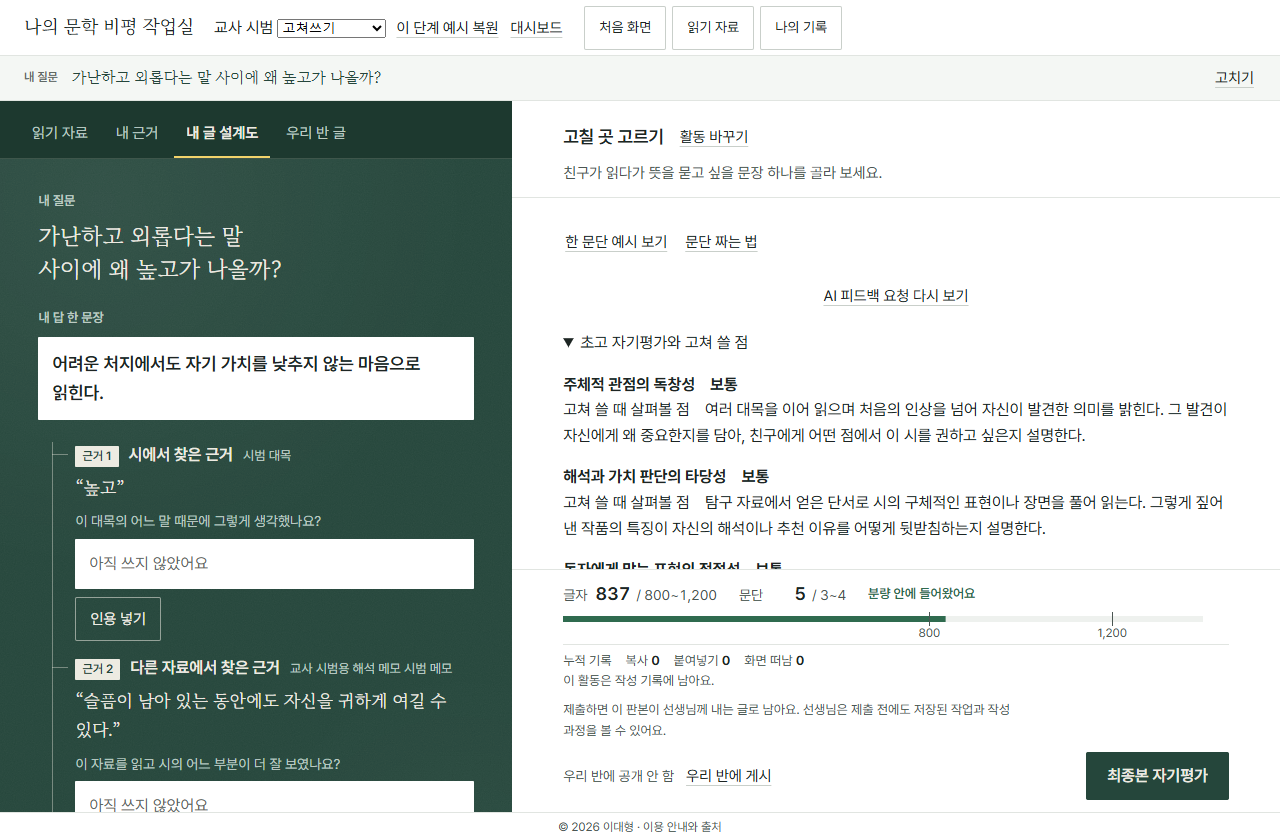 나의 문학 비평 작업실
교사 시범 고쳐쓰기 이 단계 예시 복원 대시보드 처음 화면 읽기 자료 나의 기록
내 질문 가난하고 외롭다는 말 사이에 왜 높고가 나올까? 고치기
읽기 자료 내 근거 내 글 설계도 우리 반 글
내 질문
가난하고 외롭다는 말
사이에 왜 높고가 나올까?
내 답 한 문장
어려운 처지에서도 자기 가치를 낮추지 않는 마음으로
읽힌다.
근거 1 시에서 찾은 근거 시범 대목
“높고”
이 대목의 어느 말 때문에 그렇게 생각했나요?
아직 쓰지 않았어요
인용 넣기
근거 2 다른 자료에서 찾은 근거 교사 시범용 해석 메모 시범 메모
“슬픔이 남아 있는 동안에도 자신을 귀하게 여길 수
있다.”
이 자료를 읽고 시의 어느 부분이 더 잘 보였나요?
아직 쓰지 않았어요
고칠 곳 고르기 활동 바꾸기
친구가 읽다가 뜻을 묻고 싶을 문장 하나를 골라 보세요.
한 문단 예시 보기 문단 짜는 법
AI 피드백 요청 다시 보기
▼ 초고 자기평가와 고쳐 쓸 점
주체적 관점의 독창성 보통
고쳐 쓸 때 살펴볼 점 여러 대목을 이어 읽으며 처음의 인상을 넘어 자신이 발견한 의미를 밝힌다. 그 발견이
자신에게 왜 중요한지를 담아, 친구에게 어떤 점에서 이 시를 권하고 싶은지 설명한다.
해석과 가치 판단의 타당성 보통
고쳐 쓸 때 살펴볼 점 탐구 자료에서 얻은 단서로 시의 구체적인 표현이나 장면을 풀어 읽는다. 그렇게 짚어
낸 작품의 특징이 자신의 해석이나 추천 이유를 어떻게 뒷받침하는지 설명한다.
독자에게 맞는 표현의 적절성 보통
글자 837 / 800~1,200 문단 5 / 3~4 분량 안에 들어왔어요
800 1,200
누적 기록 복사 0 붙여넣기 0 화면 떠남 0
이 활동은 작성 기록에 남아요.
제출하면 이 판본이 선생님께 내는 글로 남아요. 선생님은 제출 전에도 저장된 작업과 작성
과정을 볼 수 있어요.
우리 반에 공개 안 함 우리 반에 게시 최종본 자기평가
© 2026 이대형 · 이용 안내와 출처